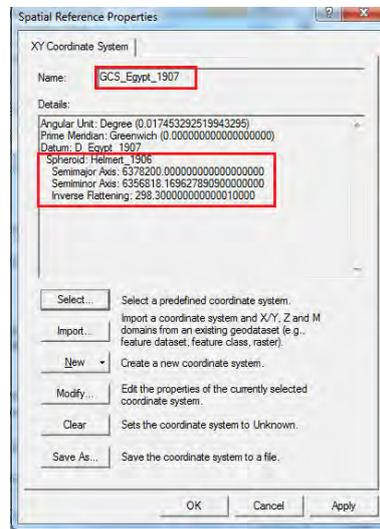 Spatial Reference Properties
XY Coordinate System
Name: GCS_Egypt_1907
Details:
Angular Unit: Degree (0.017453292519943295)
Prime Meridian: Greenwich (0.000000000000000000)
Datum: D_Egypt_1907
Spheroid: Helmert_1906
Semimajor Axis: 6378200.000000000000000000
Semiminor Axis: 6356818.169627890900000000
Inverse Flattening: 298.300000000000010000
Select... Select a predefined coordinate system.
Import... Import a coordinate system and X/Y, Z and M
domains from an existing geodataset (e.g.,
feature dataset, feature class, raster).
New Create a new coordinate system.
Modify... Edit the properties of the currently selected
coordinate system.
Clear Sets the coordinate system to Unknown.
Save As... Save the coordinate system to a file.
OK Cancel Apply